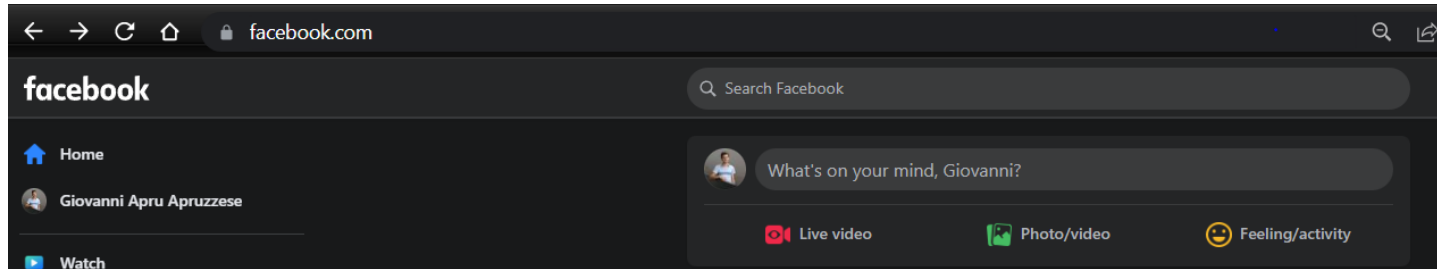 facebook.com
facebook
Search Facebook
Home
What's on your mind, Giovanni?
Giovanni Apru Apruzzese
Live video Photo/video Feeling/activity
Watch